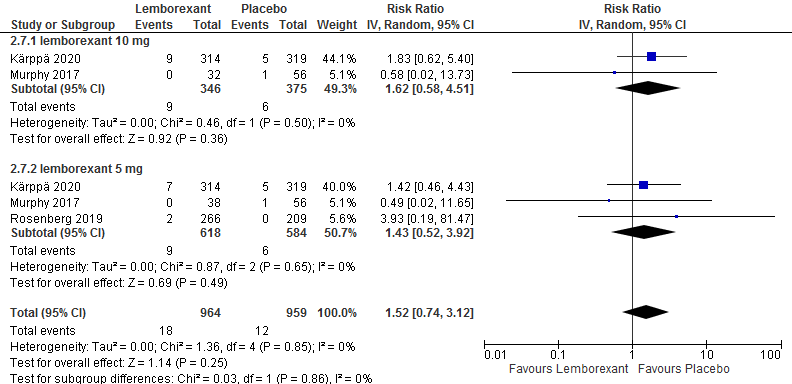 Lemborexant Placebo Risk Ratio Risk Ratio
Study or Subgroup Events Total Events Total Weight IV, Random, 95% CI IV, Random, 95% CI
2.7.1 lemborexant 10 mg
Kärppä 2020 9 314 5 319 44.1% 1.83 [0.62, 5.40]
Murphy 2017 0 32 1 56 5.1% 0.58 [0.02, 13.73]
Subtotal (95% CI) 346 375 49.3% 1.62 [0.58, 4.51]
Total events 9 6
Heterogeneity: Tau² = 0.00; Chi² = 0.46, df = 1 (P = 0.50); I² = 0%
Test for overall effect: Z = 0.92 (P = 0.36)
2.7.2 lemborexant 5 mg
Kärppä 2020 7 314 5 319 40.0% 1.42 [0.46, 4.43]
Murphy 2017 0 38 1 56 5.1% 0.49 [0.02, 11.65]
Rosenberg 2019 2 266 0 209 5.6% 3.93 [0.19, 81.47]
Subtotal (95% CI) 618 584 50.7% 1.43 [0.52, 3.92]
Total events 9 6
Heterogeneity: Tau² = 0.00; Chi² = 0.87, df = 2 (P = 0.65); I² = 0%
Test for overall effect: Z = 0.69 (P = 0.49)
Total (95% CI) 964 959 100.0% 1.52 [0.74, 3.12]
Total events 18 12
Heterogeneity: Tau² = 0.00; Chi² = 1.36, df = 4 (P = 0.85); I² = 0%
Test for overall effect: Z = 1.14 (P = 0.25)
Test for subgroup differences: Chi² = 0.03, df = 1 (P = 0.86), I² = 0%
0.01 0.1 1 10 100
Favours Lemborexant Favours Placebo